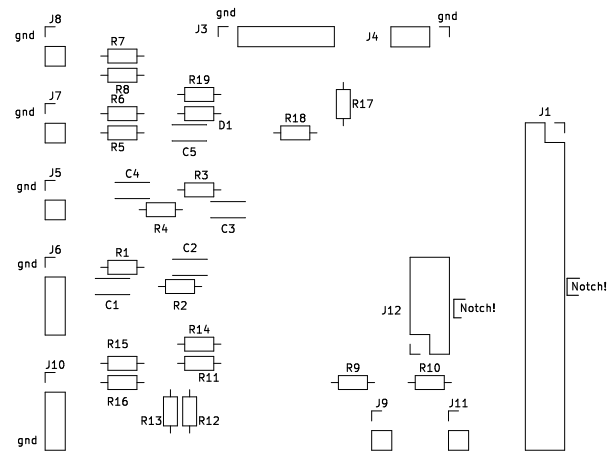 gnd
J8
gnd
J3
J4
gnd
R7
R8
R19
J7
gnd
R6
R5
D1
C5
R18
R17
J1
J5
gnd
C4
R3
R4
C3
J6
gnd
R1
C2
C1
R2
Notch!
J12
Notch!
R14
R15
R11
R16
J10
R9
R10
R13
R12
J9
J11
gnd